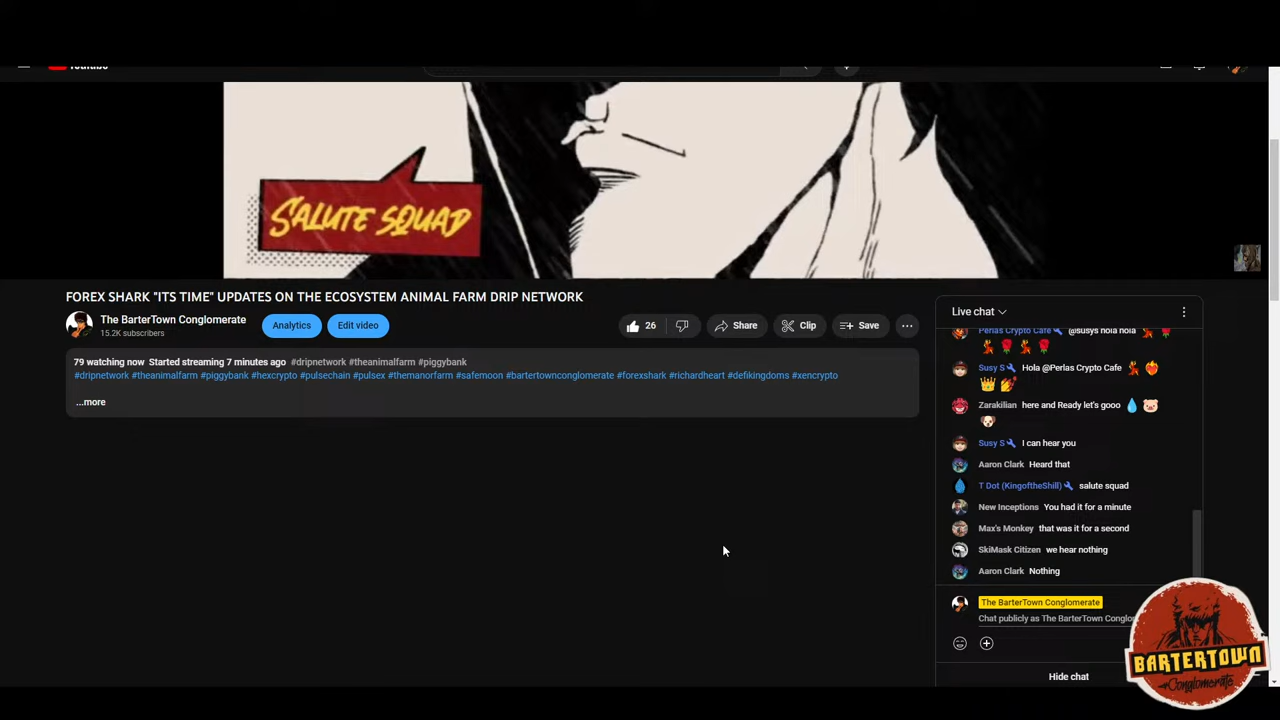 SALUTE SQUAD
FOREX SHARK "ITS TIME" UPDATES ON THE ECOSYSTEM ANIMAL FARM DRIP NETWORK
The BarterTown Conglomerate
15.2K subscribers
Analytics
Edit video
26
Share
Clip
Save
79 watching now Started streaming 7 minutes ago #dripnetwork #theanimalfarm #piggybank
#dripnetwork #theanimalfarm #piggybank #hexcrypto #pulsechain #pulsex #themanorfarm #safemoon #bartertownconglomerate #forexshark #richardheart #defikingdoms #xencrypto
...more
Live chat
Perlas Crypto Cafe @susys hola hola
Susy S Hola @Perlas Crypto Cafe
Zarakilian here and Ready let's gooo
Susy S I can hear you
Aaron Clark Heard that
T Dot (KingoftheShill) salute squad
New Inceptions You had it for a minute
Max's Monkey that was it for a second
SkiMask Citizen we hear nothing
Aaron Clark Nothing
The BarterTown Conglomerate
Chat publicly as The BarterTown Conglo
Hide chat
BARTERTOWN
Conglomerate